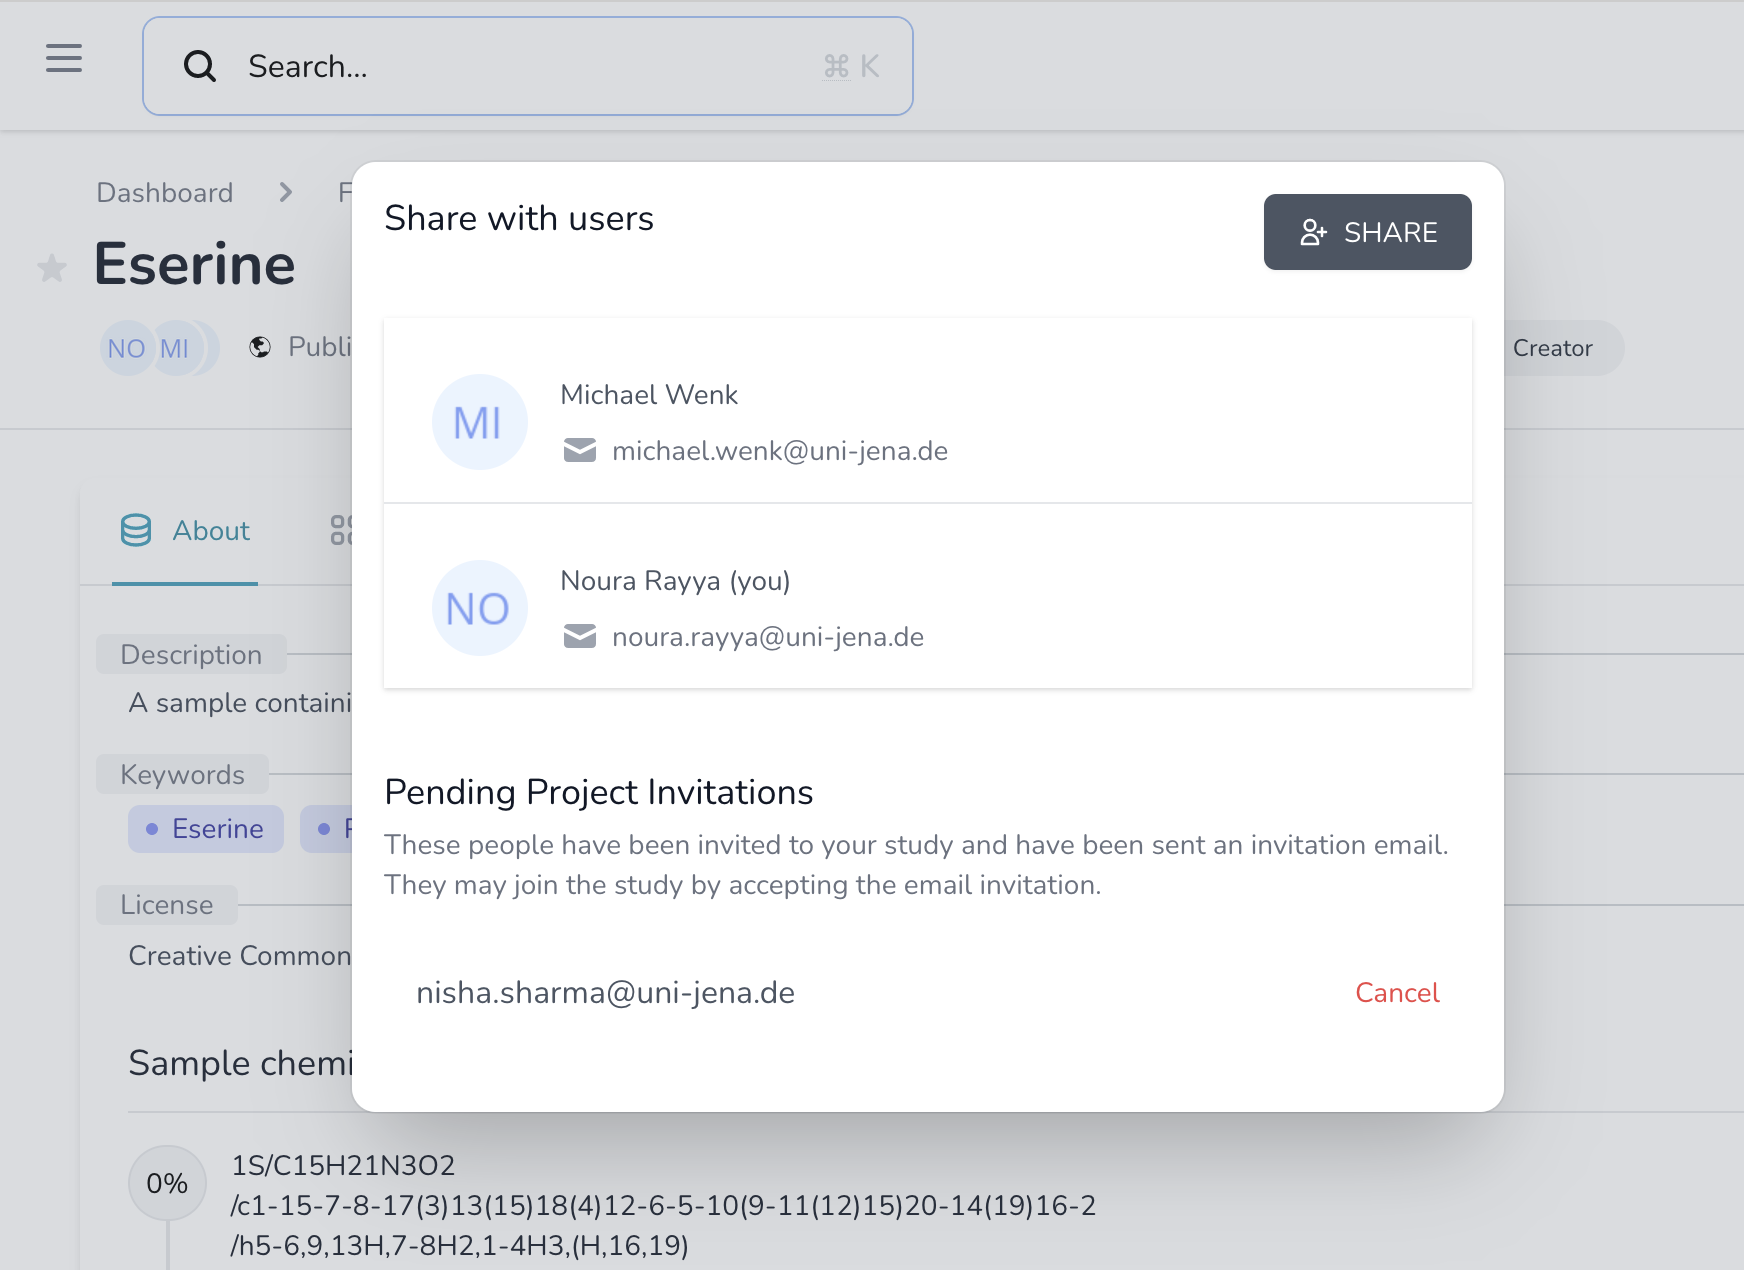 Search...
⌘ K
Dashboard
Eserine
NO MI
Creator
Share with users
SHARE
MI
Michael Wenk
michael.wenk@uni-jena.de
NO
Noura Rayya (you)
noura.rayya@uni-jena.de
Pending Project Invitations
These people have been invited to your study and have been sent an invitation email.
They may join the study by accepting the email invitation.
nisha.sharma@uni-jena.de
Cancel
About
Description
A sample
Keywords
Eserine
License
Creative
Sample
0%
1S/C15H21N3O2
/c1-15-7-8-17(3)13(15)18(4)12-6-5-10(9-11(12)15)20-14(19)16-2
/h5-6,9,13H,7-8H2,1-4H3,(H,16,19)